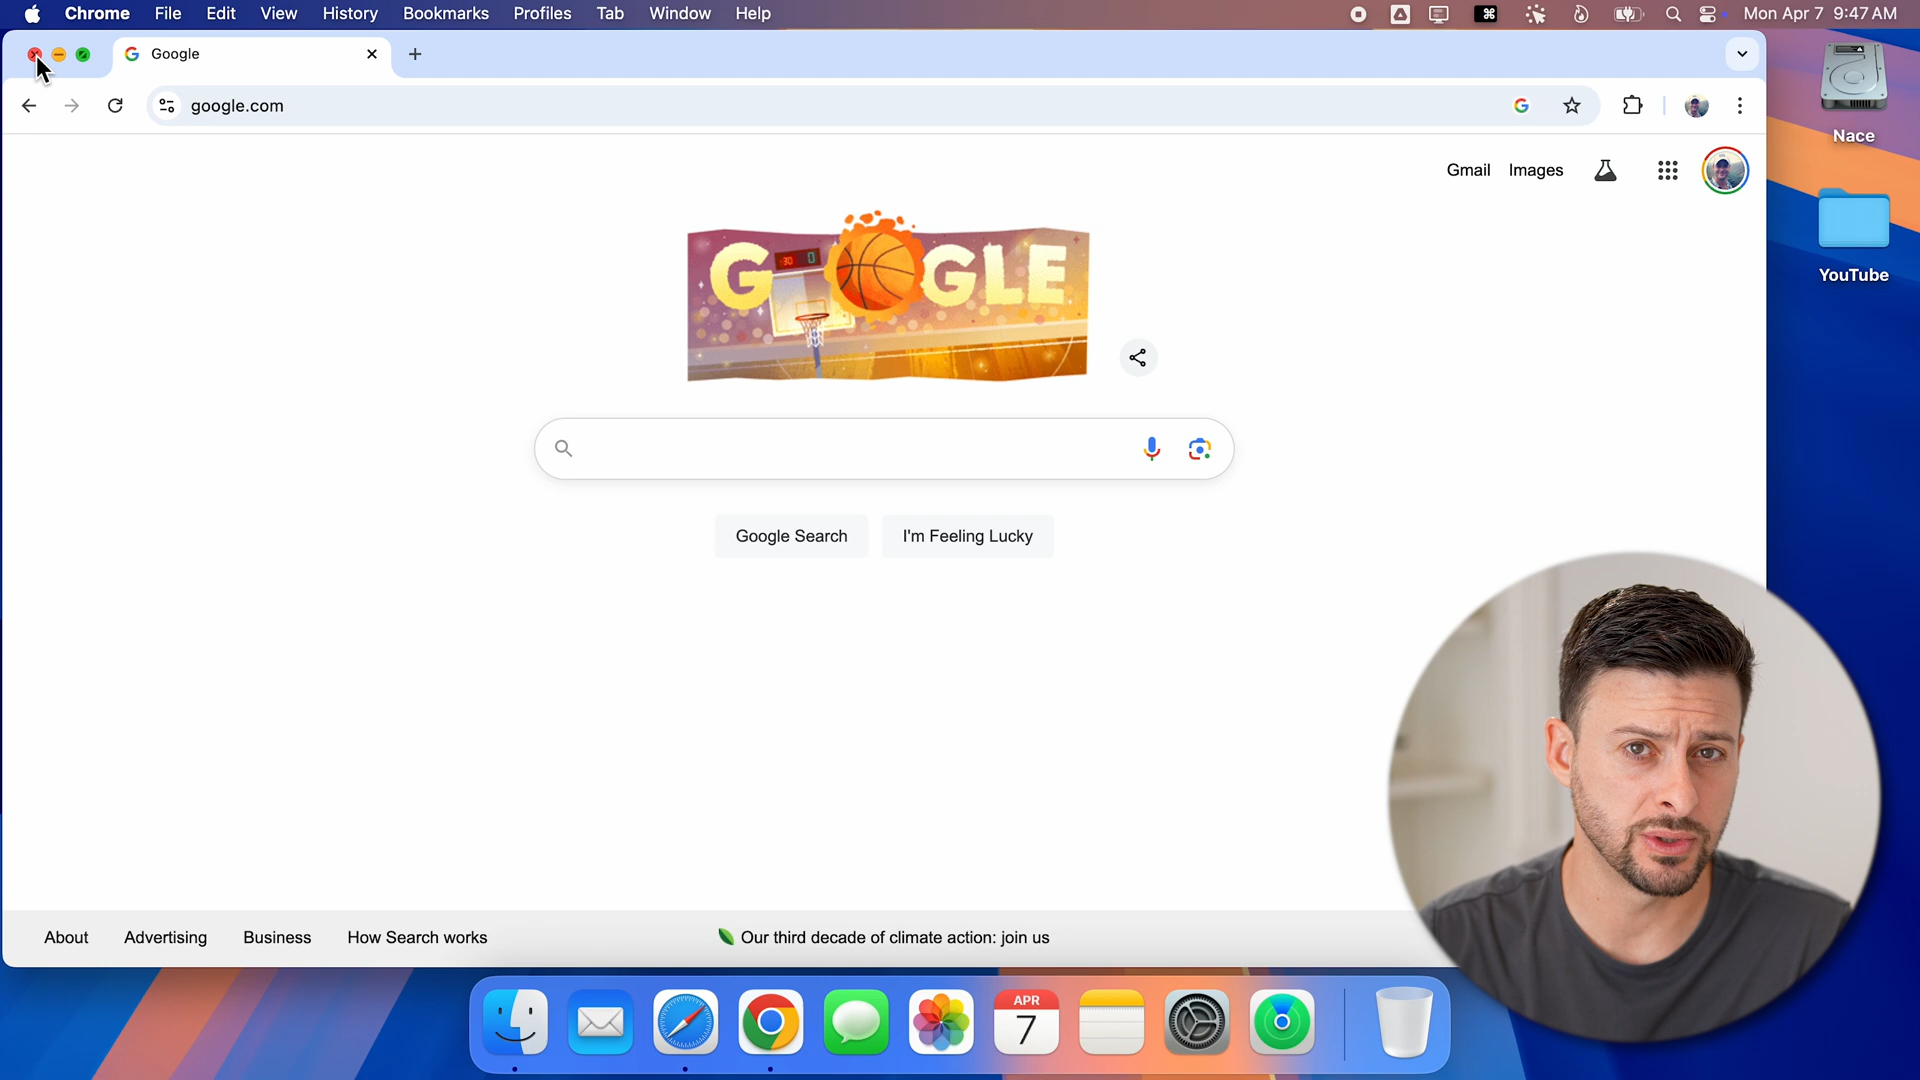 Chrome File Edit View History Bookmarks Profiles Tab Window Help Mon Apr 7 9:47 AM
Google
google.com
Nace
Gmail Images
GOOGLE
30 0
YouTube
Google Search I'm Feeling Lucky
About Advertising Business How Search works Our third decade of climate action: join us
APR
7